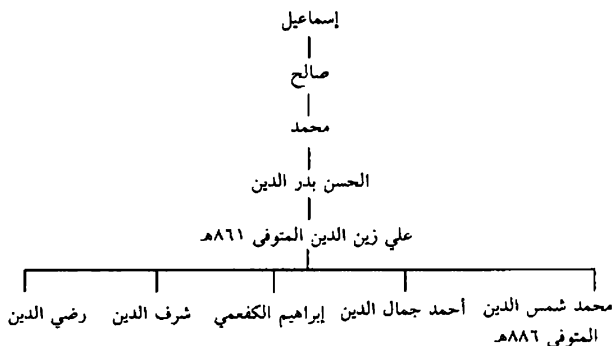 إسماعيل
صالح
محمد
الحسن بدر الدين
علي زين الدين المتوفى ٨٦١هـ
محمد شمس الدين
المتوفى ٨٨٦هـ
أحمد جمال الدين
إبراهيم الكفعمي
شرف الدين
رضي الدين